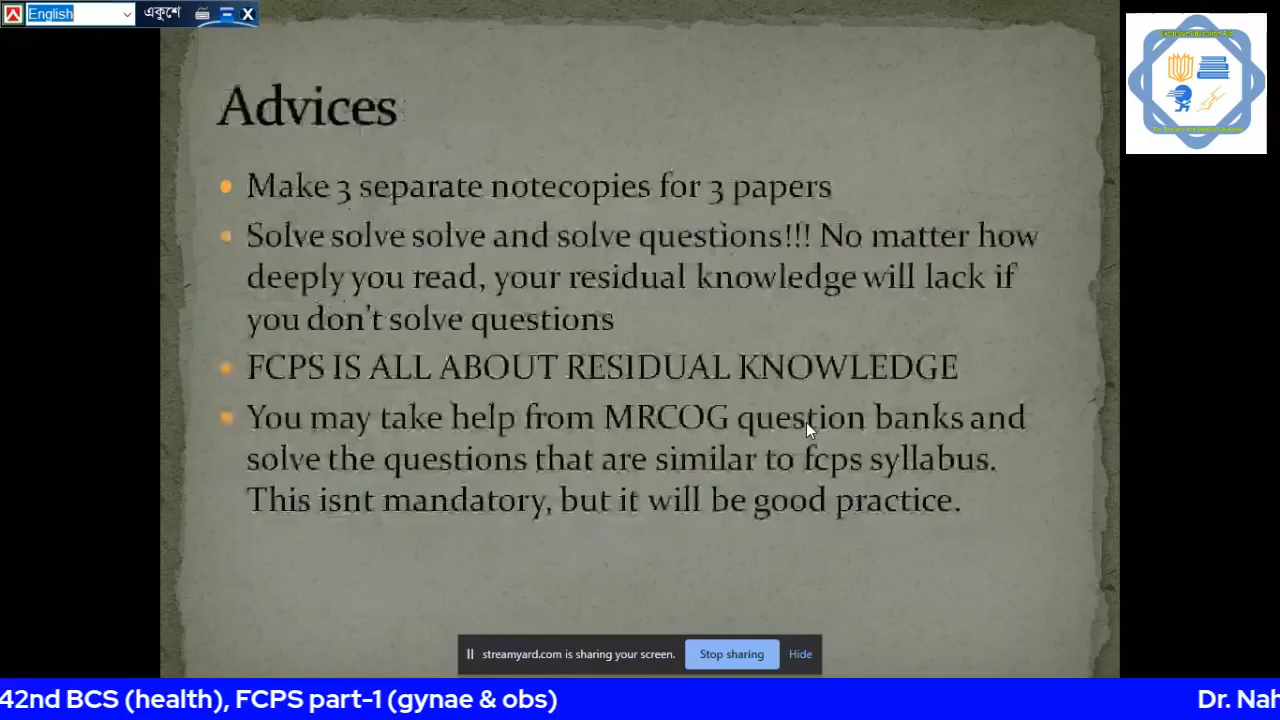 English
একুশে
Advices
Make 3 separate notecopies for 3 papers
Solve solve solve and solve questions!!! No matter how
deeply you read, your residual knowledge will lack if
you don't solve questions
FCPS IS ALL ABOUT RESIDUAL KNOWLEDGE
You may take help from MRCOG question banks and
solve the questions that are similar to fcps syllabus.
This isnt mandatory, but it will be good practice.
streamyard.com is sharing your screen.
Stop sharing
Hide
42nd BCS (health), FCPS part-1 (gynae & obs)
Dr. Nah